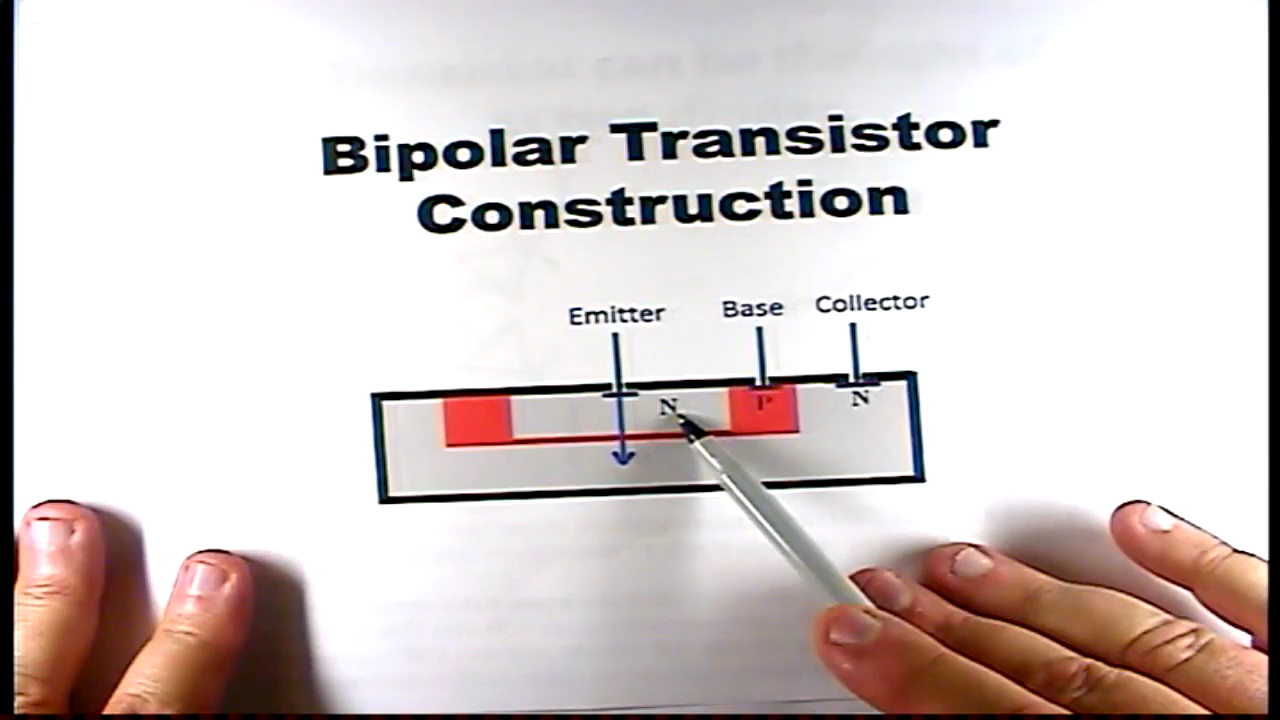 Bipolar Transistor
Construction
Emitter Base Collector
N P N